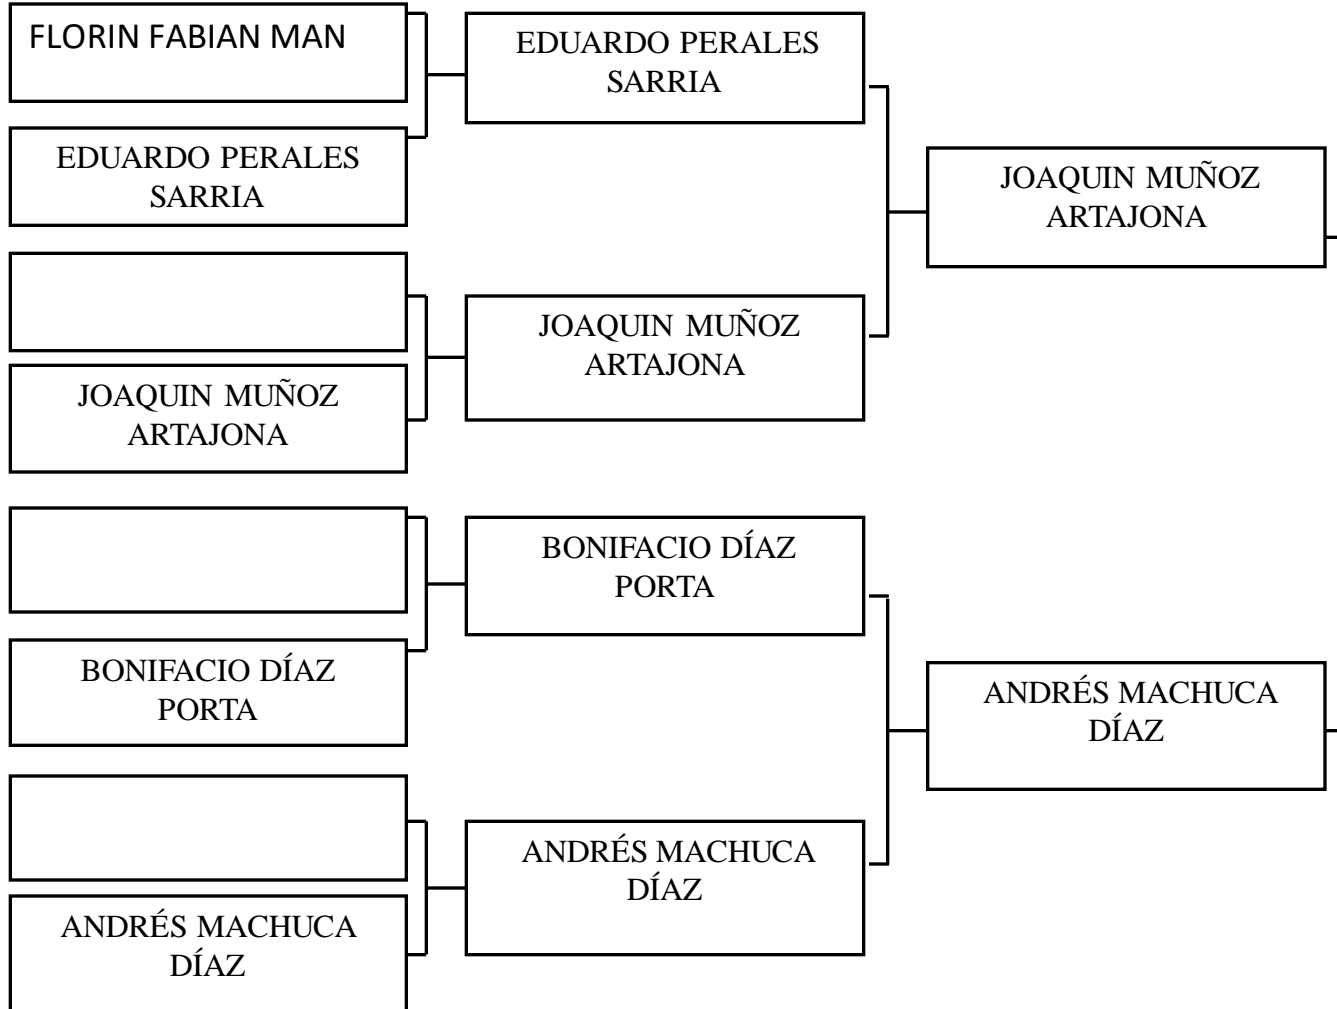 FLORIN FABIAN MAN
EDUARDO PERALES
SARRIA
JOAQUIN MUÑOZ
ARTAJONA
BONIFACIO DÍAZ
PORTA
ANDRÉS MACHUCA
DÍAZ
EDUARDO PERALES
SARRIA
JOAQUIN MUÑOZ
ARTAJONA
BONIFACIO DÍAZ
PORTA
ANDRÉS MACHUCA
DÍAZ
JOAQUIN MUÑOZ
ARTAJONA
ANDRÉS MACHUCA
DÍAZ